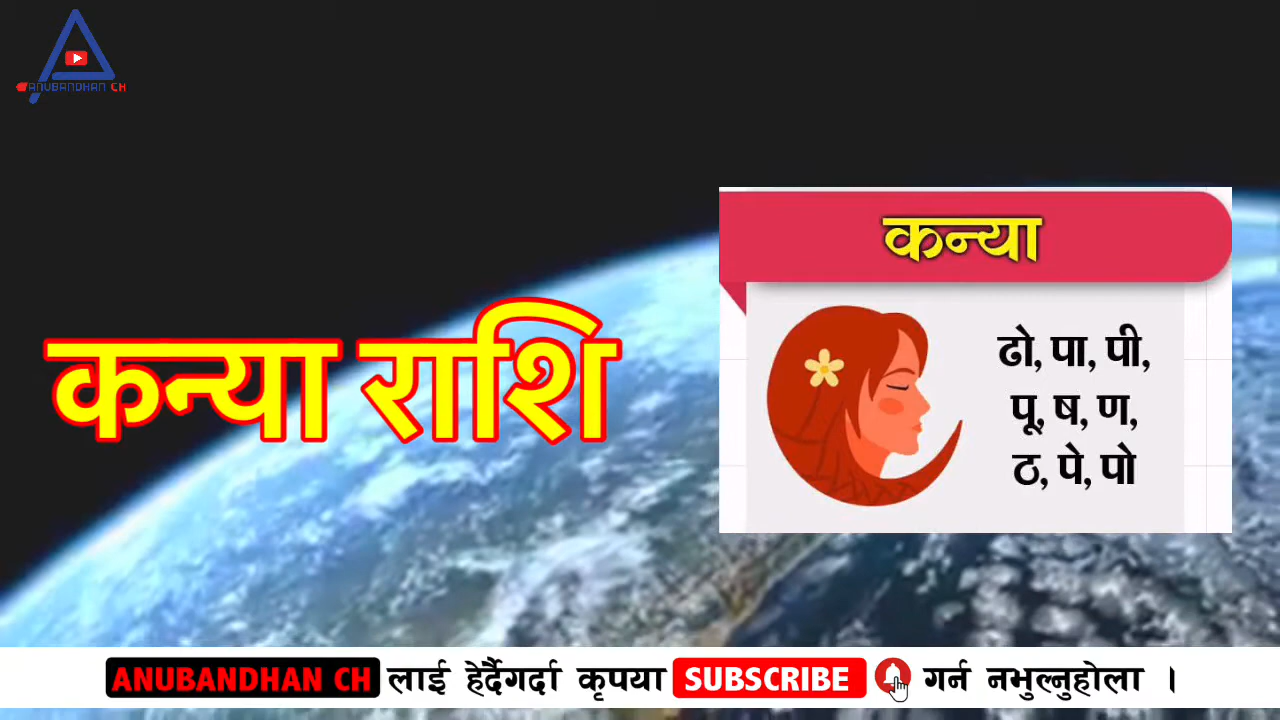 ANUBANDHAN CH
कन्या राशि
कन्या
ढो, पा, पी,
पू, ष, ण,
ठ, पे, पो
ANUBANDHAN CH लाई हेर्दैगर्दा कृपया SUBSCRIBE गर्न नभुल्नुहोला ।